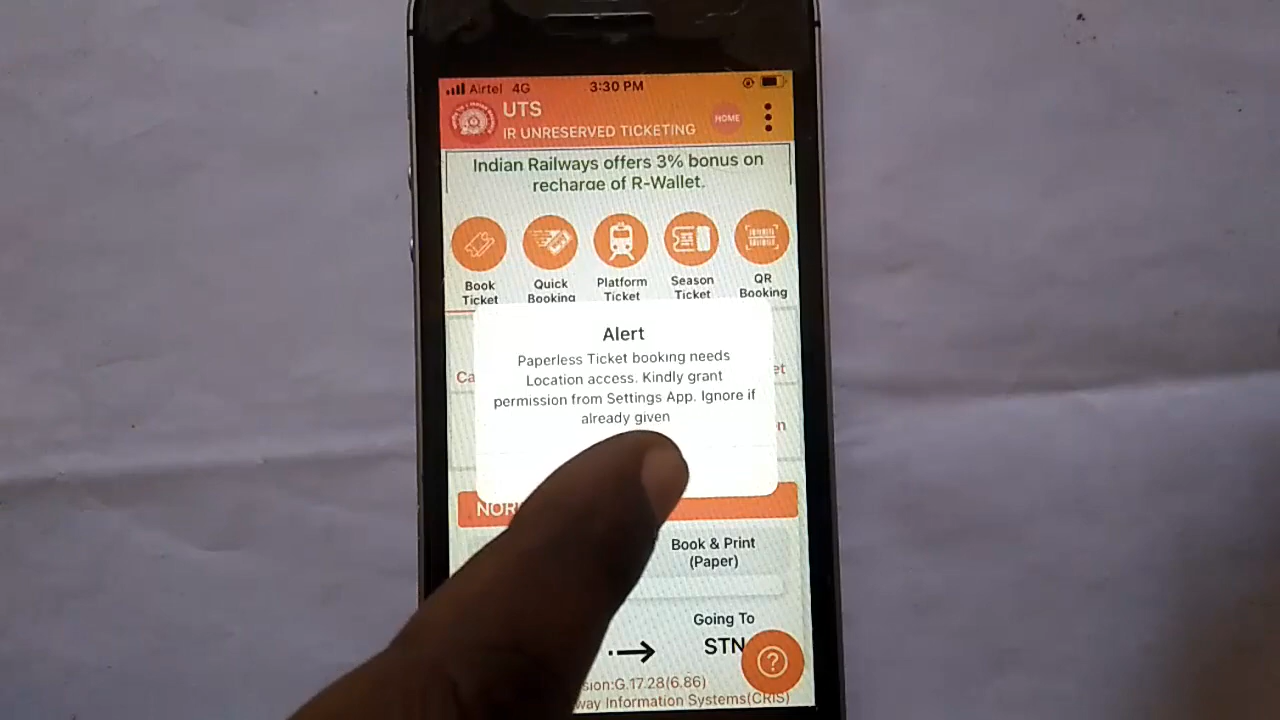 Airtel 4G 3:30 PM
UTS
IR UNRESERVED TICKETING HOME
Indian Railways offers 3% bonus on
recharge of R-Wallet.
Book
Ticket
Quick
Booking
Platform
Ticket
Season
Ticket
QR
Booking
Alert
Paperless Ticket booking needs
Location access. Kindly grant
permission from Settings App. Ignore if
already given
Book & Print
(Paper)
Going To
STN
?
sion:G.17.28(6.86)
way Information Systems(CRIS)